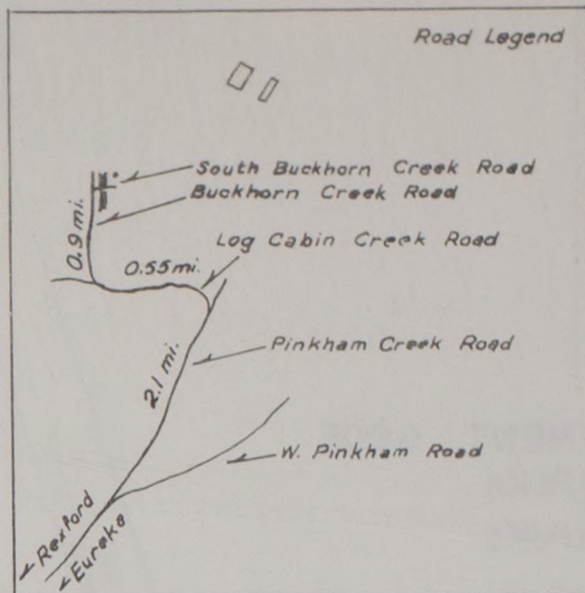 Road Legend
South Buckhorn Creek Road
Buckhorn Creek Road
0.9 mi.
Log Cabin Creek Road
0.55 mi.
Pinkham Creek Road
2.1 mi.
W. Pinkham Road
Rexford
Eureka